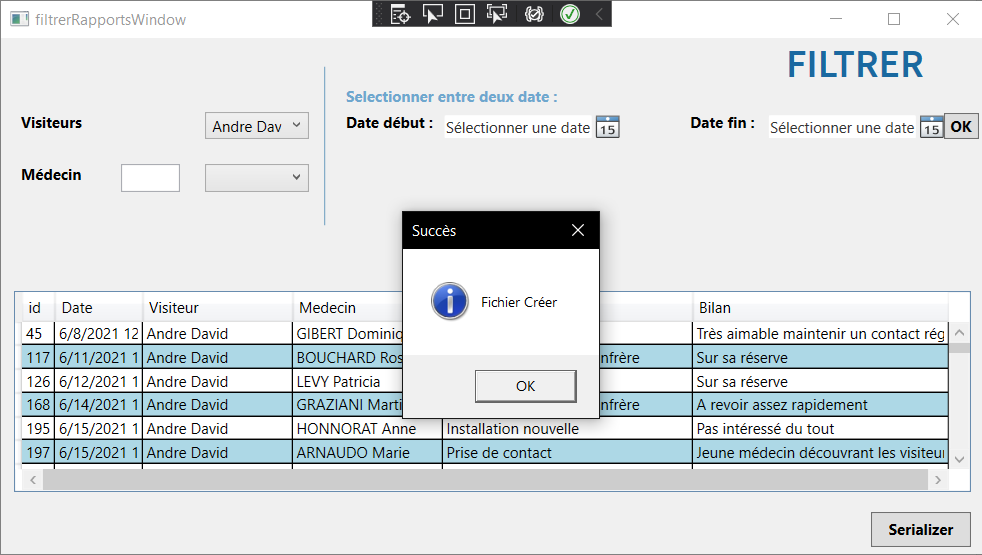 filtrerRapportsWindow
FILTRER
Selectionner entre deux date :
Visiteurs
Andre Dav
Date début :
Sélectionner une date
15
Date fin :
Sélectionner une date
15
OK
Médecin
Succès
Fichier Créer
OK
id Date Visiteur Medecin Bilan
45 6/8/2021 12 Andre David GIBERT Dominiq Très aimable maintenir un contact rég
117 6/11/2021 1 Andre David BOUCHARD Ros nfrère Sur sa réserve
126 6/12/2021 1 Andre David LEVY Patricia Sur sa réserve
168 6/14/2021 1 Andre David GRAZIANI Marti nfrère A revoir assez rapidement
195 6/15/2021 1 Andre David HONNORAT Anne Installation nouvelle Pas intéressé du tout
197 6/15/2021 1 Andre David ARNAUDO Marie Prise de contact Jeune médecin découvrant les visiteu
Serializer